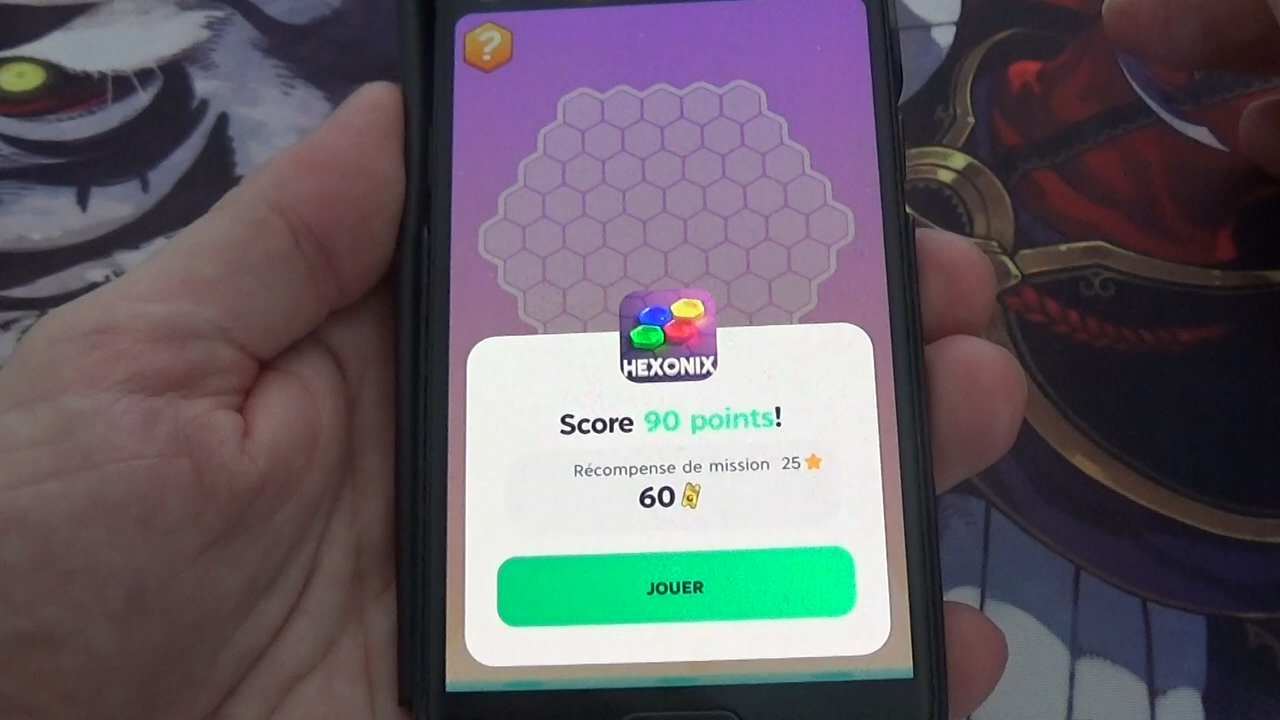 ?
HEXONIX
Score 90 points!
Récompense de mission 25
60 G
JOUER